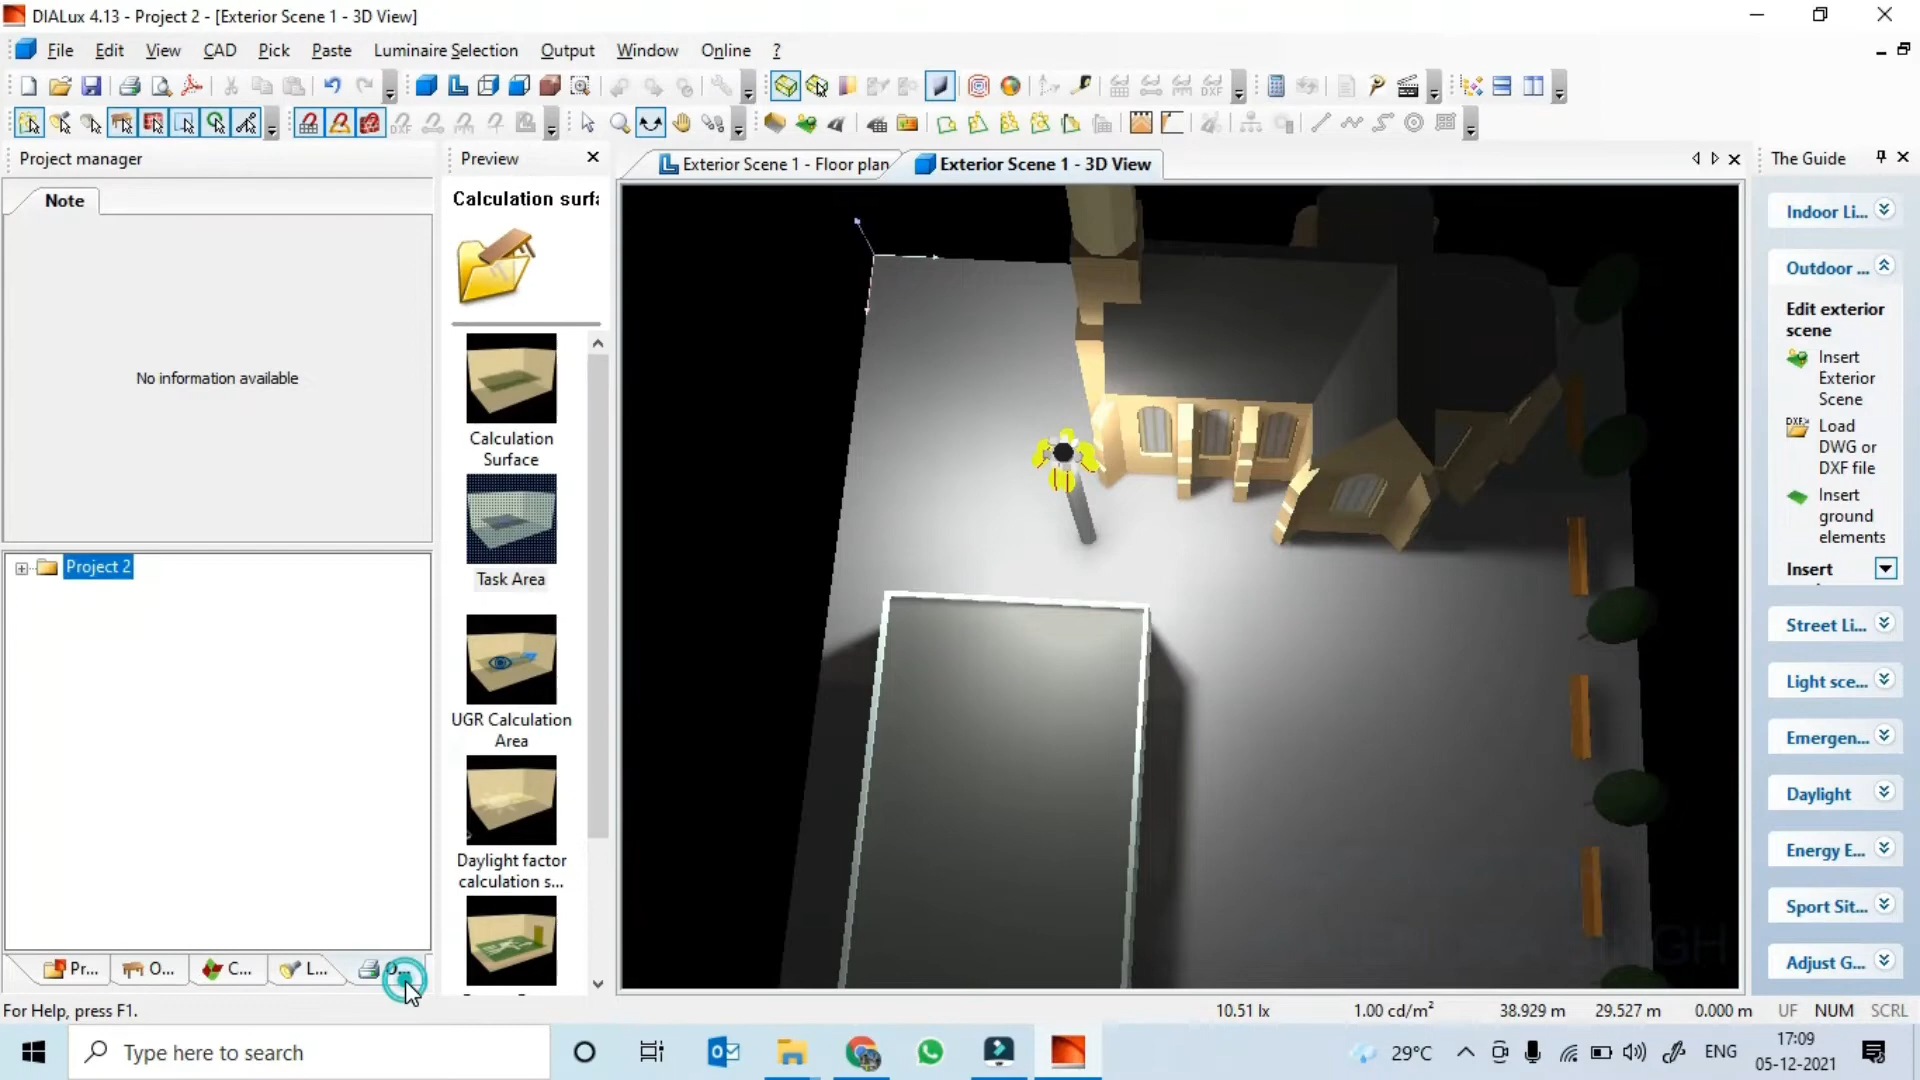 DIALux 4.13 - Project 2 - [Exterior Scene 1 - 3D View]
File Edit View CAD Pick Paste Luminaire Selection Output Window Online ?
Project manager
Note
No information available
Project 2
Pr... O... C... L... O...
Preview
Calculation surfa
Calculation
Surface
Task Area
UGR Calculation
Area
Daylight factor
calculation s...
Exterior Scene 1 - Floor plan
Exterior Scene 1 - 3D View
The Guide
Indoor Li...
Outdoor ...
Edit exterior
scene
Insert
Exterior
Scene
Load
DWG or
DXF file
Insert
ground
elements
Insert
Street Li...
Light sce...
Emergen...
Daylight
Energy E...
Sport Sit...
Adjust G...
For Help, press F1.
10.51 lx 1.00 cd/m² 38.929 m 29.527 m 0.000 m UF NUM SCRL
Type here to search
29°C
ENG
17:09
05-12-2021